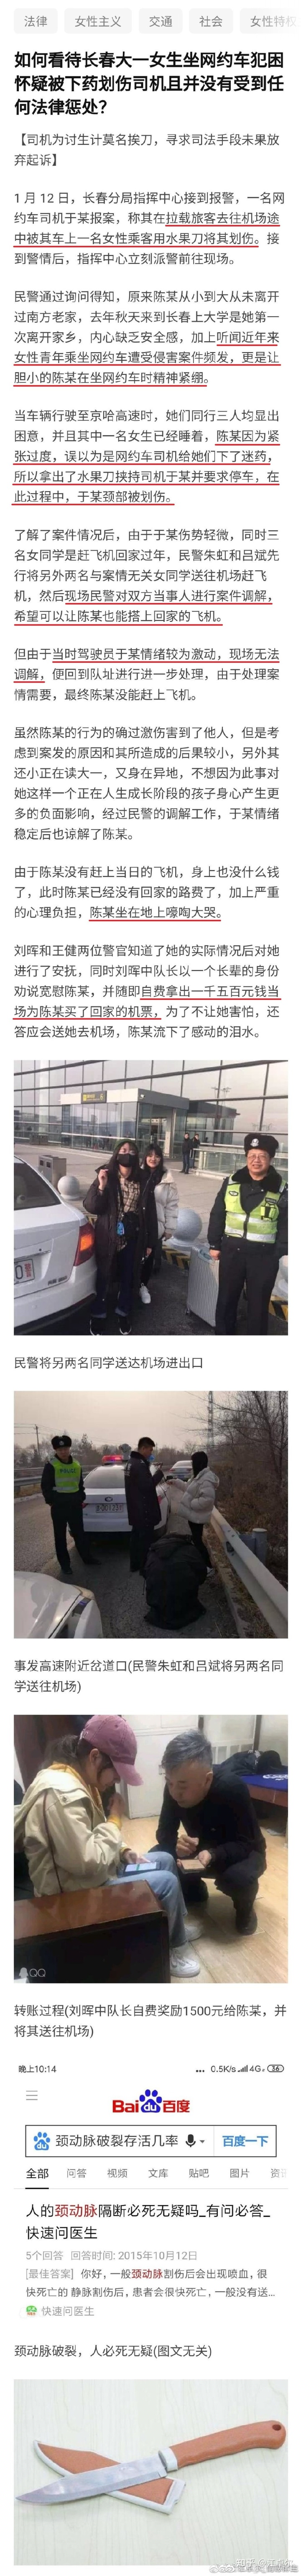 法律 女性主义 交通 社会 女性特权
如何看待长春大一女生坐网约车犯困
怀疑被下药划伤司机且并没有受到任
何法律惩处？
【司机为讨生计莫名挨刀，寻求司法手段未果放
弃起诉】
1 月 12 日，长春分局指挥中心接到报警，一名网
约车司机于某报案，称其在拉载旅客去往机场途
中被其车上一名女性乘客用水果刀将其划伤。接
到警情后，指挥中心立刻派警前往现场。
民警通过询问得知，原来陈某从小到大从未离开
过南方老家，去年秋天来到长春上大学是她第一
次离开家乡，内心缺乏安全感，加上听闻近年来
女性青年乘坐网约车遭受侵害案件频发，更是让
胆小的陈某在坐网约车时精神紧绷。
当车辆行驶至京哈高速时，她们同行三人均显出
困意，并且其中一名女生已经睡着，陈某因为紧
张过度，误以为是网约车司机给她们下了迷药，
所以拿出了水果刀挟持司机于某并要求停车，在
此过程中，于某颈部被划伤。
了解了案件情况后，由于于某伤势轻微，同时三
名女同学是赶飞机回家过年，民警朱虹和吕斌先
行将另外两名与案情无关女同学送往机场赶飞
机，然后现场民警对双方当事人进行案件调解，
希望可以让陈某也能搭上回家的飞机。
但由于当时驾驶员于某情绪较为激动，现场无法
调解，便回到队址进行进一步处理，由于处理案
情需要，最终陈某没能赶上飞机。
虽然陈某的行为的确过激伤害到了他人，但是考
虑到案发的原因和其所造成的后果较小，另外其
还小正在读大一，又身在异地，不想因为此事对
她这样一个正在人生成长阶段的孩子身心产生更
多的负面影响，经过民警的调解工作，于某情绪
稳定后也谅解了陈某。
由于陈某没有赶上当日的飞机，身上也没什么钱
了，此时陈某已经没有回家的路费了，加上严重
的心理负担，陈某坐在地上嚎啕大哭。
刘晖和王健两位警官知道了她的实际情况后对她
进行了安抚，同时刘晖中队长以一个长辈的身份
劝说宽慰陈某，并随即自费拿出一千五百元钱当
场为陈某买了回家的机票，为了不让她害怕，还
答应会送她去机场，陈某流下了感动的泪水。
民警将另两名同学送达机场进出口
事发高速附近岔道口(民警朱虹和吕斌将另两名同
学送往机场)
QQ
转账过程(刘晖中队长自费奖励1500元给陈某，并
将其送往机场)
晚上10:14 ... 0.5K/s 4G 36
Bai du 百度
颈动脉破裂存活几率 百度一下
全部 问答 视频 文库 贴吧 图片 资讯
人的颈动脉隔断必死无疑吗_有问必答_
快速问医生
5个回答 回答时间: 2015年10月12日
[最佳答案] 你好，一般颈动脉割伤后会出现喷血，很
快死亡的 静脉割伤后，患者会很快死亡，一般没有送...
快速问医生
颈动脉破裂，人必死无疑(图文无关)